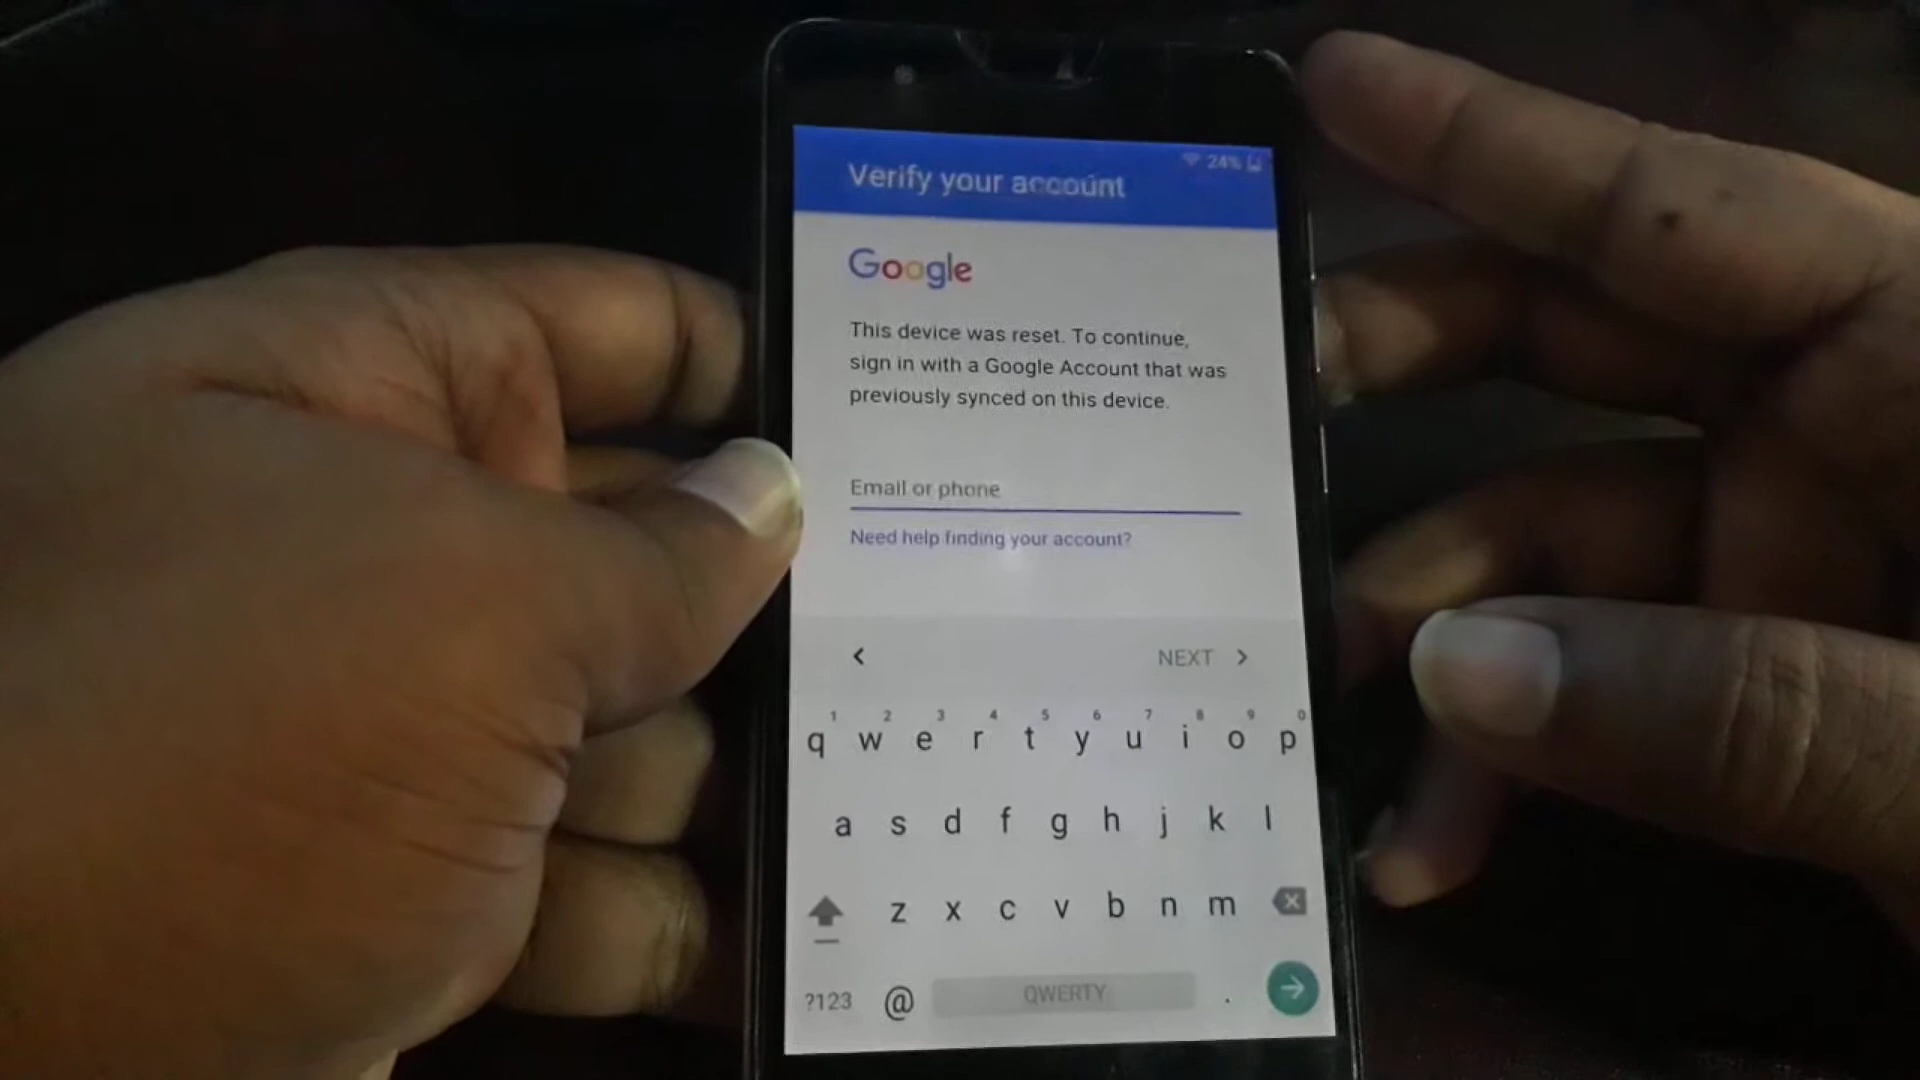 24%
Verify your account
Google
This device was reset. To continue,
sign in with a Google Account that was
previously synced on this device.
Email or phone
Need help finding your account?
< NEXT >
1 2 3 4 5 6 7 8 9 0
q w e r t y u i o p
a s d f g h j k l
z x c v b n m
?123 @ QWERTY .